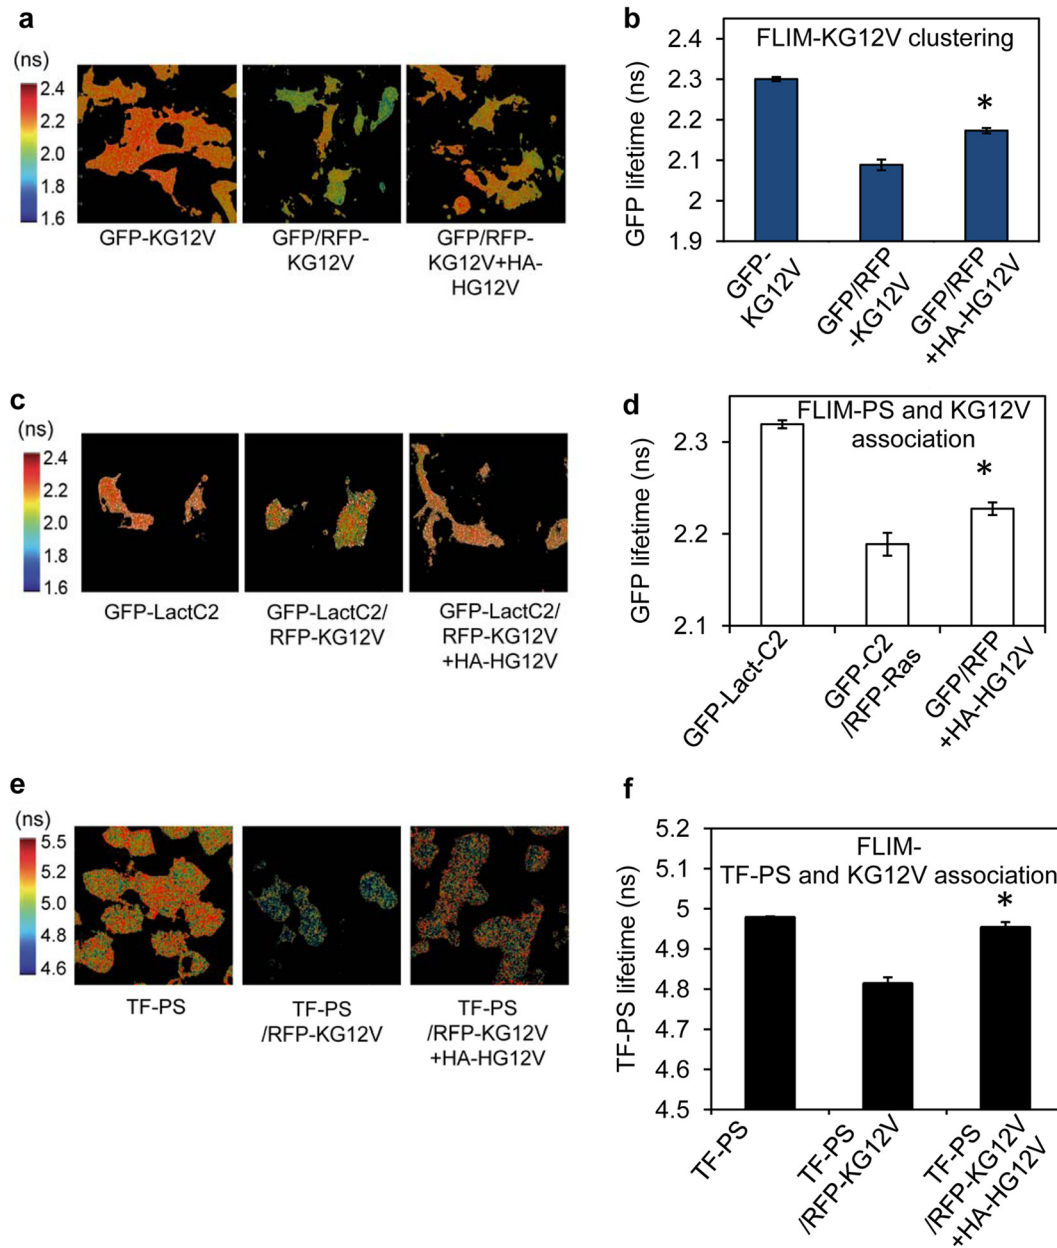 a
(ns)
2.4
2.2
2.0
1.8
1.6
GFP-KG12V
GFP/RFP-
KG12V
GFP/RFP-
KG12V+HA-
HG12V
b
FLIM-KG12V clustering
GFP lifetime (ns)
2.4
2.3
2.2
2.1
2
1.9
*
GFP-
KG12V
GFP/RFP
-KG12V
GFP/RFP
+HA-HG12V
c
(ns)
2.4
2.2
2.0
1.8
1.6
GFP-LactC2
GFP-LactC2/
RFP-KG12V
GFP-LactC2/
RFP-KG12V
+HA-HG12V
d
FLIM-PS and KG12V
association
GFP lifetime (ns)
2.3
2.2
2.1
*
GFP-Lact-C2
GFP-C2
/RFP-Ras
GFP/RFP
+HA-HG12V
e
(ns)
5.5
5.2
5.0
4.8
4.6
TF-PS
TF-PS
/RFP-KG12V
TF-PS
/RFP-KG12V
+HA-HG12V
f
FLIM-
TF-PS and KG12V association
TF-PS lifetime (ns)
5.2
5.1
5
4.9
4.8
4.7
4.6
4.5
*
TF-PS
TF-PS
/RFP-KG12V
TF-PS
/RFP-KG12V
+HA-HG12V